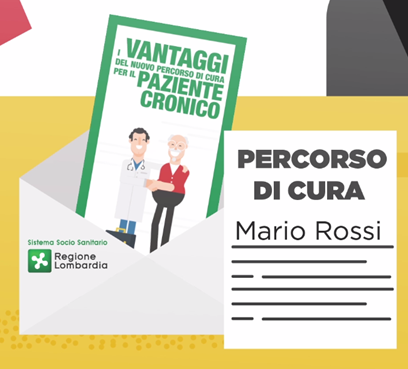 I VANTAGGI
DEL NUOVO PERCORSO DI CURA
PER IL PAZIENTE
CRONICO
PERCORSO
DI CURA
Mario Rossi
Sistema Socio Sanitario
Regione
Lombardia